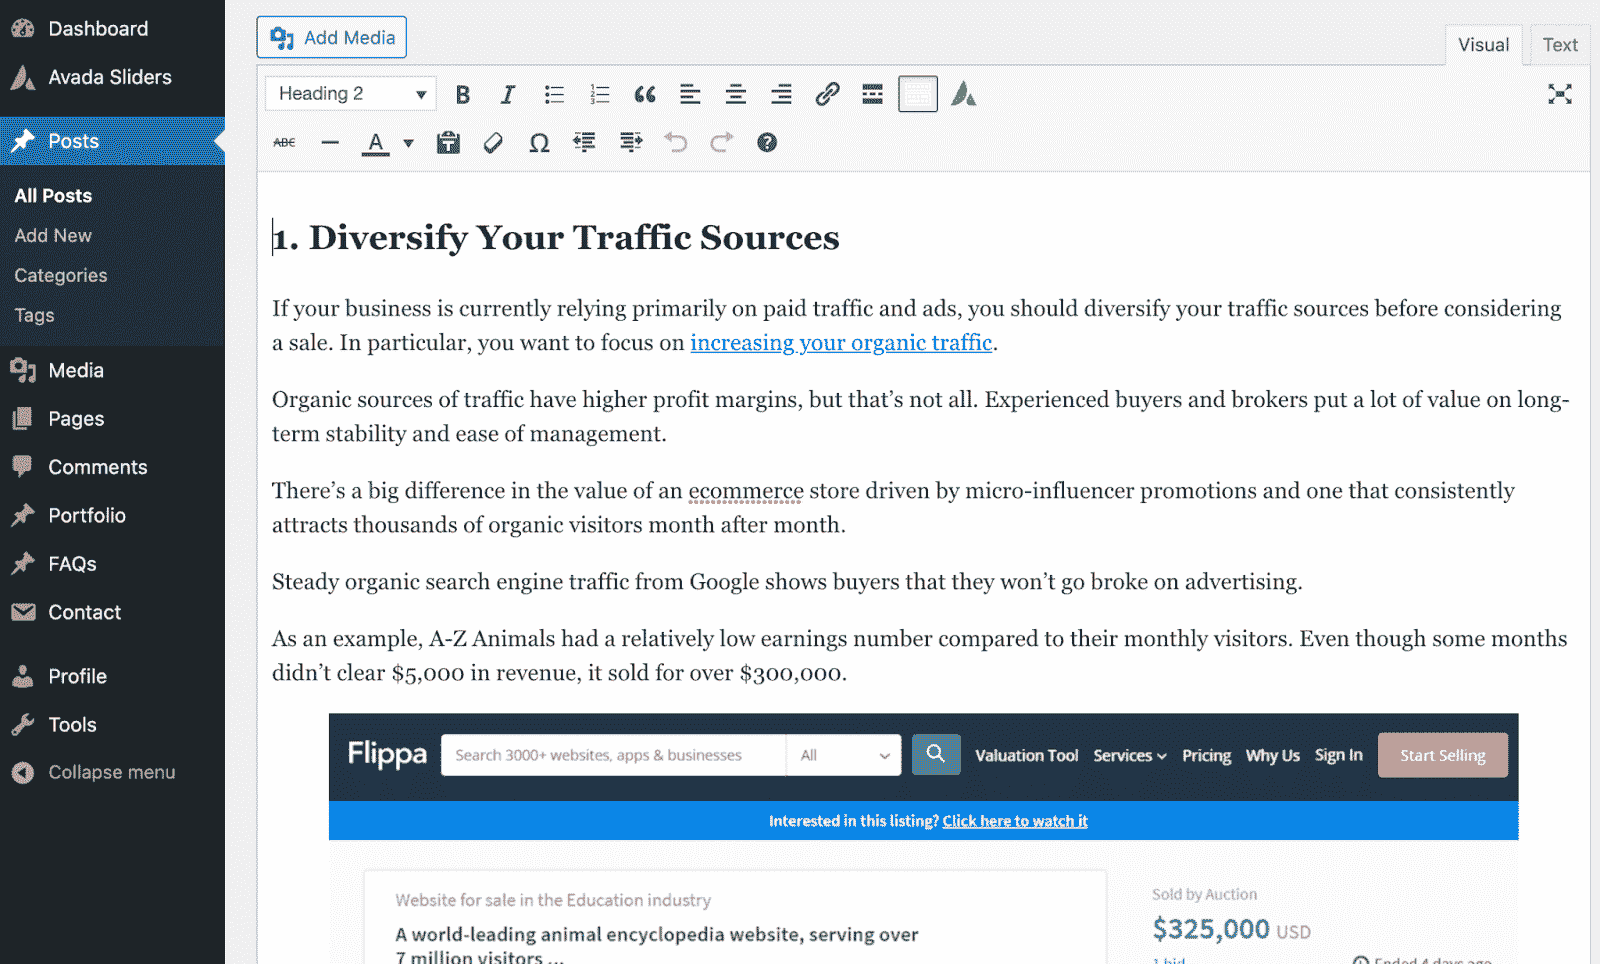 Dashboard
Avada Sliders
Posts
All Posts
Add New
Categories
Tags
Media
Pages
Comments
Portfolio
FAQs
Contact
Profile
Tools
Collapse menu
Add Media
Visual
Text
Heading 2
ABC
1. Diversify Your Traffic Sources
If your business is currently relying primarily on paid traffic and ads, you should diversify your traffic sources before considering
a sale. In particular, you want to focus on increasing your organic traffic.
Organic sources of traffic have higher profit margins, but that’s not all. Experienced buyers and brokers put a lot of value on long-
term stability and ease of management.
There’s a big difference in the value of an ecommerce store driven by micro-influencer promotions and one that consistently
attracts thousands of organic visitors month after month.
Steady organic search engine traffic from Google shows buyers that they won’t go broke on advertising.
As an example, A-Z Animals had a relatively low earnings number compared to their monthly visitors. Even though some months
didn’t clear $5,000 in revenue, it sold for over $300,000.
Flippa
Search 3000+ websites, apps & businesses
All
Valuation Tool
Services
Pricing
Why Us
Sign In
Start Selling
Interested in this listing? Click here to watch it
Website for sale in the Education industry
A world-leading animal encyclopedia website, serving over
7 million visitors ...
Sold by Auction
$325,000 USD
1 bid
Ended 4 days ago